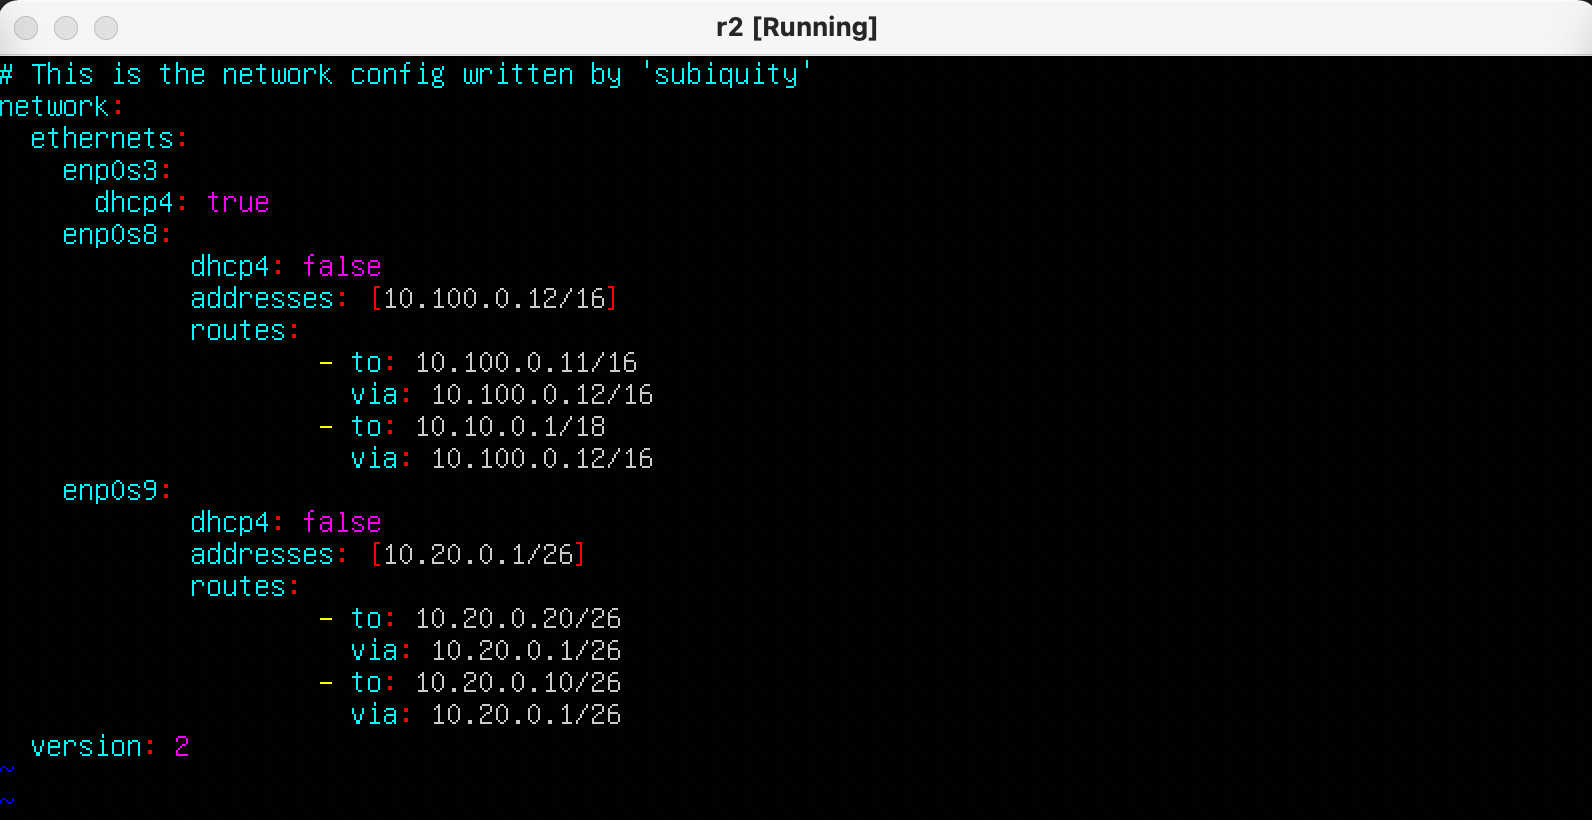 r2 [Running]
# This is the network config written by 'subiquity'
network:
  ethernets:
    enp0s3:
      dhcp4: true
    enp0s8:
            dhcp4: false
            addresses: [10.100.0.12/16]
            routes:
                    - to: 10.100.0.11/16
                      via: 10.100.0.12/16
                    - to: 10.10.0.1/18
                      via: 10.100.0.12/16
    enp0s9:
            dhcp4: false
            addresses: [10.20.0.1/26]
            routes:
                    - to: 10.20.0.20/26
                      via: 10.20.0.1/26
                    - to: 10.20.0.10/26
                      via: 10.20.0.1/26
  version: 2
~
~